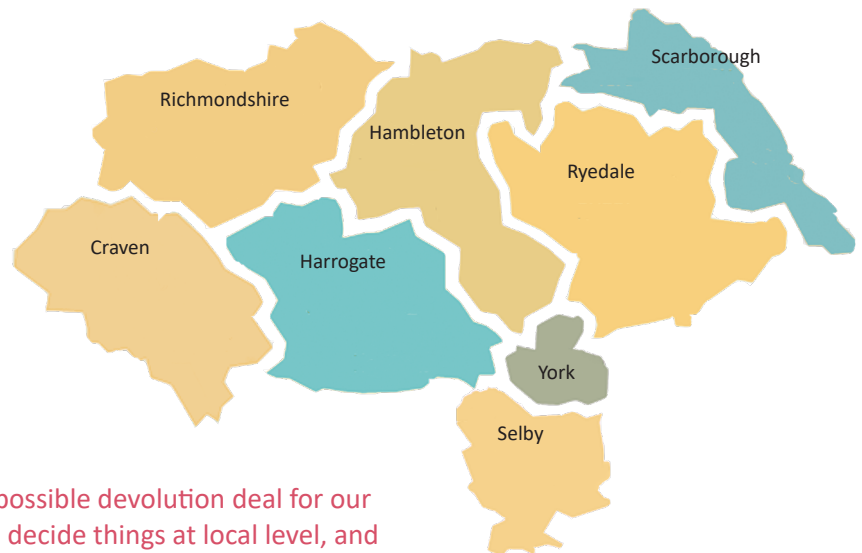 Scarborough
Richmondshire
Hambleton
Ryedale
Craven
Harrogate
York
Selby
possible devolution deal for our
decide things at local level, and